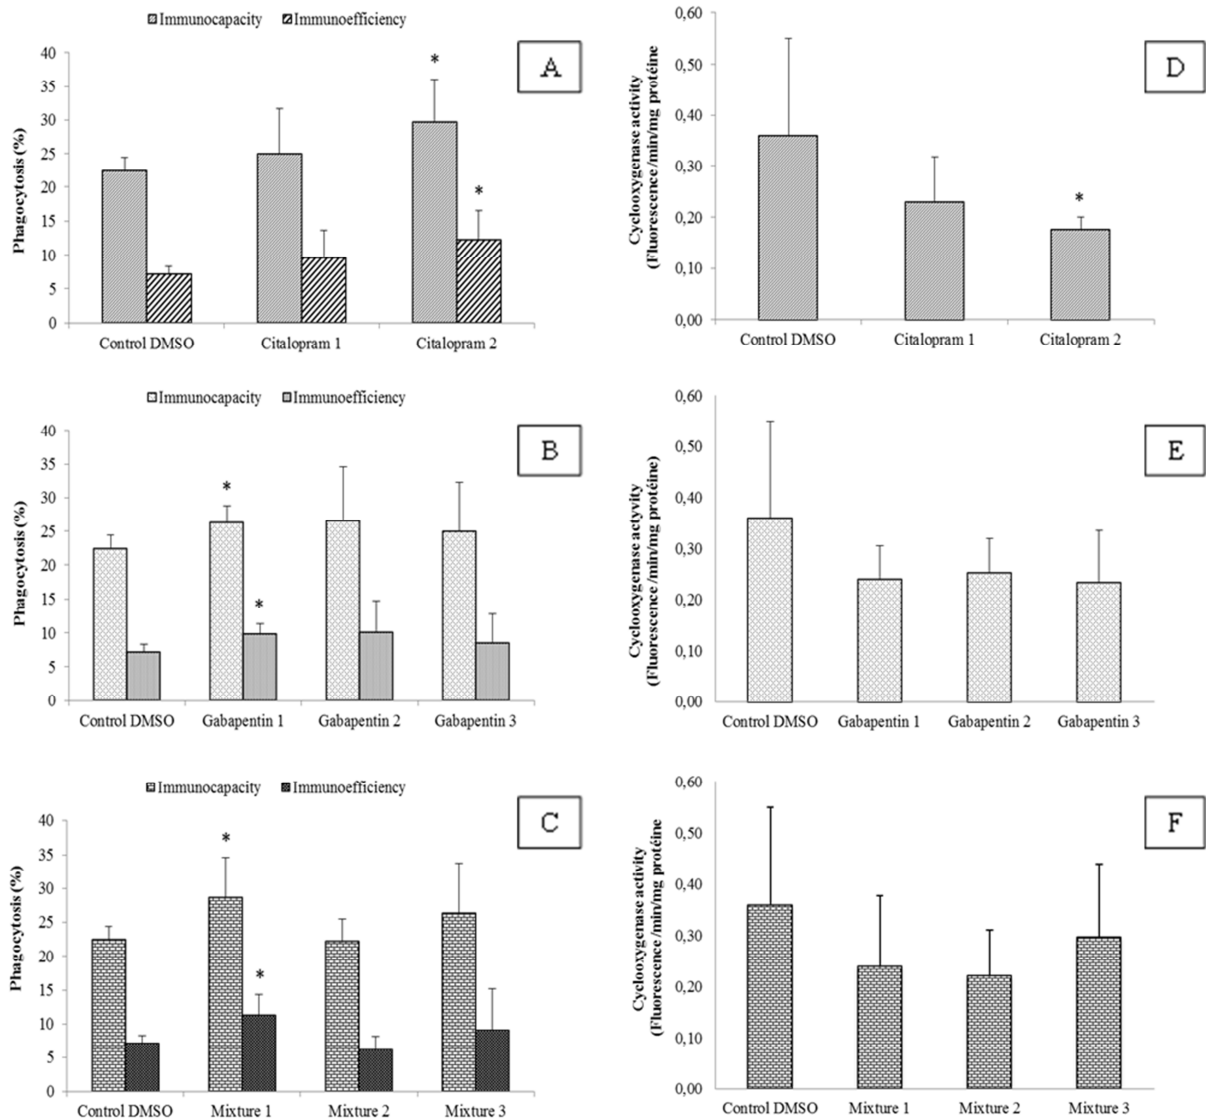 Immunocapacity Immunoefficiency
A
Phagocytosis (%)
40
35
30
25
20
15
10
5
0
*
*
Control DMSO Citalopram 1 Citalopram 2
D
Cyclooxygenase activity
(Fluorescence/min/mg protéine
0,60
0,50
0,40
0,30
0,20
0,10
0,00
*
Control DMSO Citalopram 1 Citalopram 2
Immunocapacity Immunoefficiency
B
Phagocytosis (%)
40
35
30
25
20
15
10
5
0
*
*
Control DMSO Gabapentin 1 Gabapentin 2 Gabapentin 3
E
Cyclooxygenase actyvity
(Fluorescence /min/mg protéine)
0,60
0,50
0,40
0,30
0,20
0,10
0,00
Control DMSO Gabapentin 1 Gabapentin 2 Gabapentin 3
Immunocapacity Immunoefficiency
C
Phagocytosis (%)
40
35
30
25
20
15
10
5
0
*
*
Control DMSO Mixture 1 Mixture 2 Mixture 3
F
Cyclooxygenase activity
(Fluorescence /min/mg protéine
0,60
0,50
0,40
0,30
0,20
0,10
0,00
Control DMSO Mixture 1 Mixture 2 Mixture 3